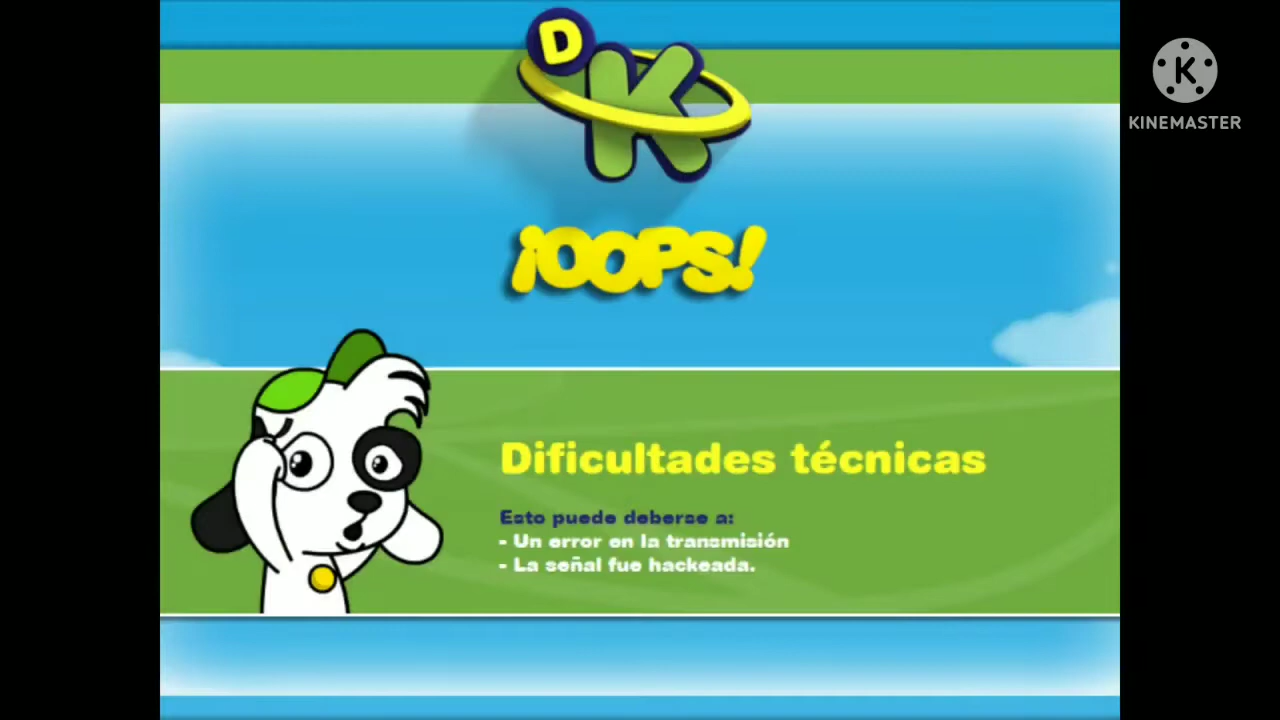 D
K
K
KINEMASTER
¡OOPS!
Dificultades técnicas
Esto puede deberse a:
- Un error en la transmisión
- La señal fue hackeada.